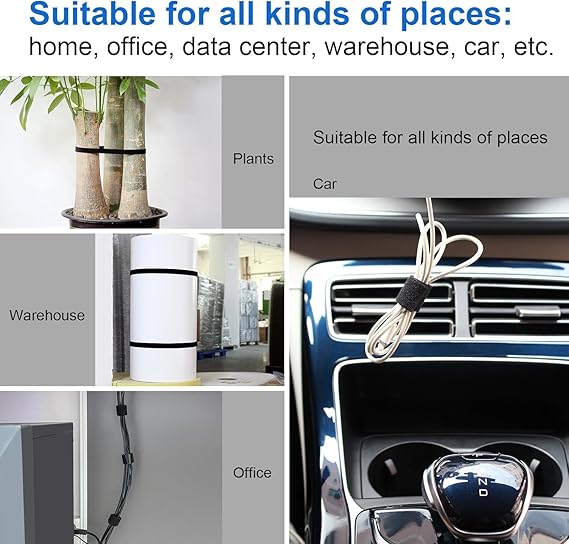 Suitable for all kinds of places:
home, office, data center, warehouse, car, etc.
Plants
Suitable for all kinds of places
Car
Warehouse
Office
N
D